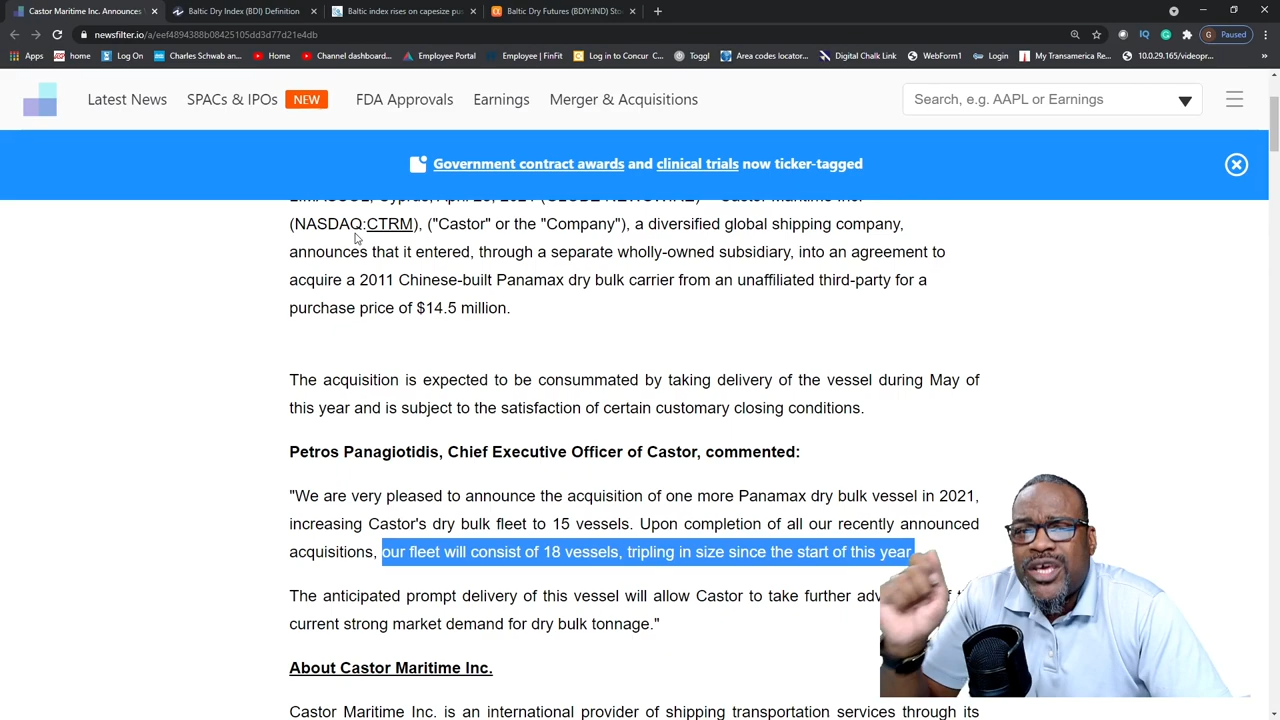 Castor Maritime Inc. Announces
Baltic Dry Index (BDI) Definition
Baltic index rises on capesize pu
Baltic Dry Futures (BDIY:IND) Sto
newsfilter.io/a/eef4894388b08425105dd3d77d21e4db
G Paused
Apps
home
Log On
Charles Schwab an...
Home
Channel dashboard...
Employee Portal
Employee | FinFit
Log in to Concur C...
Toggl
Area codes locator...
Digital Chalk Link
WebForm1
Login
My Transamerica Re...
10.0.29.165/videopr...
Latest News
SPACs & IPOs NEW
FDA Approvals
Earnings
Merger & Acquisitions
Search, e.g. AAPL or Earnings
Government contract awards and clinical trials now ticker-tagged
(NASDAQ:CTRM), ("Castor" or the "Company"), a diversified global shipping company,
announces that it entered, through a separate wholly-owned subsidiary, into an agreement to
acquire a 2011 Chinese-built Panamax dry bulk carrier from an unaffiliated third-party for a
purchase price of $14.5 million.
The acquisition is expected to be consummated by taking delivery of the vessel during May of
this year and is subject to the satisfaction of certain customary closing conditions.
Petros Panagiotidis, Chief Executive Officer of Castor, commented:
"We are very pleased to announce the acquisition of one more Panamax dry bulk vessel in 2021,
increasing Castor's dry bulk fleet to 15 vessels. Upon completion of all our recently announced
acquisitions, our fleet will consist of 18 vessels, tripling in size since the start of this year
The anticipated prompt delivery of this vessel will allow Castor to take further
current strong market demand for dry bulk tonnage."
About Castor Maritime Inc.
Castor Maritime Inc. is an international provider of shipping transportation services through its